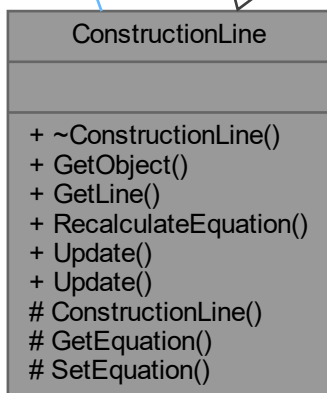 ConstructionLine
+ ~ConstructionLine()
+ GetObject()
+ GetLine()
+ RecalculateEquation()
+ Update()
+ Update()
# ConstructionLine()
# GetEquation()
# SetEquation()